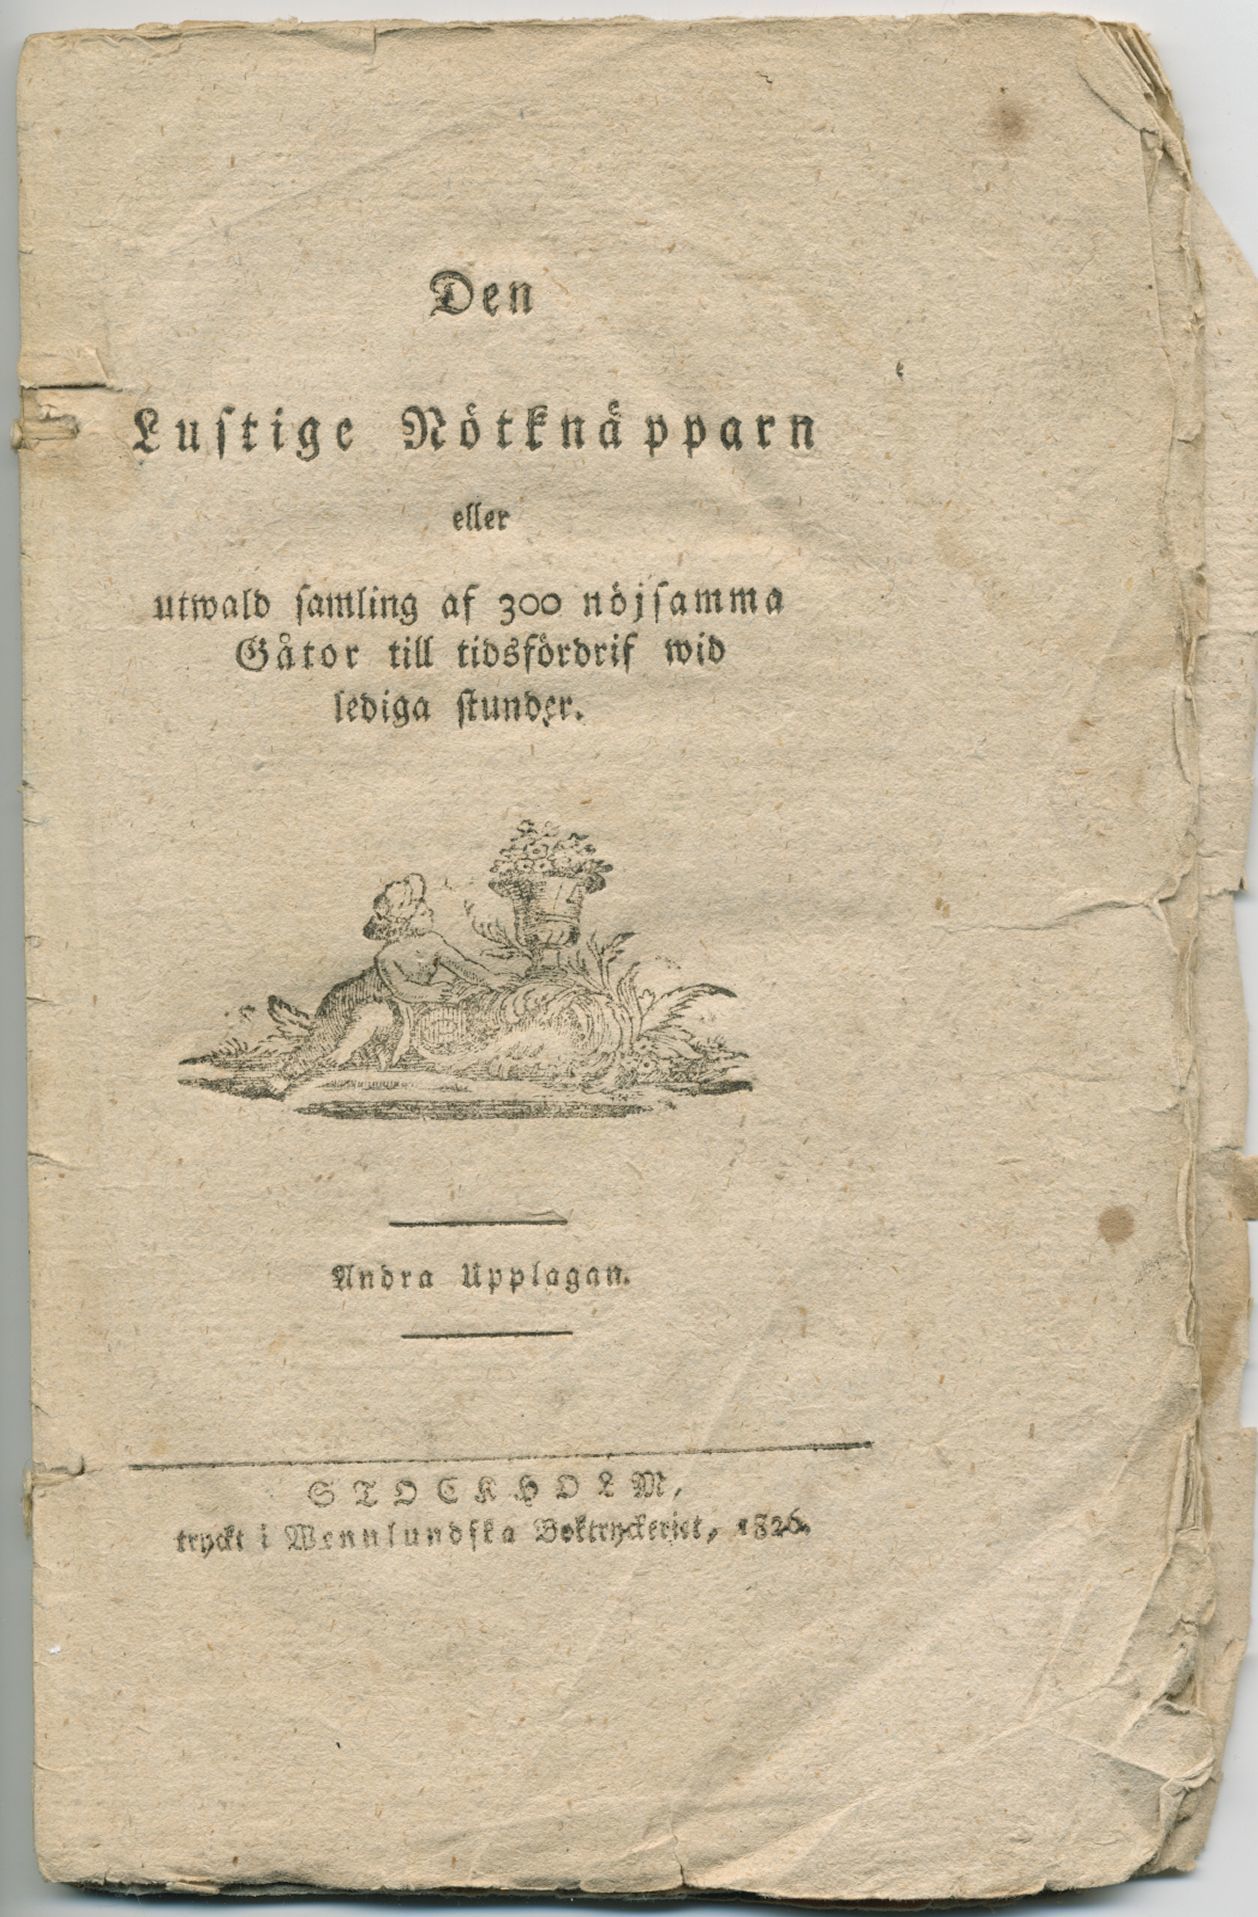 Den
Lustige Nötknäpparn
eller
utwald samling af 300 nöjsamma
Gåtor till tidsfördrif wid
lediga stunder.
Andra Upplagan.
STOCKHOLM,
tryckt i Wennlundska Boktryckeriet, 1826.